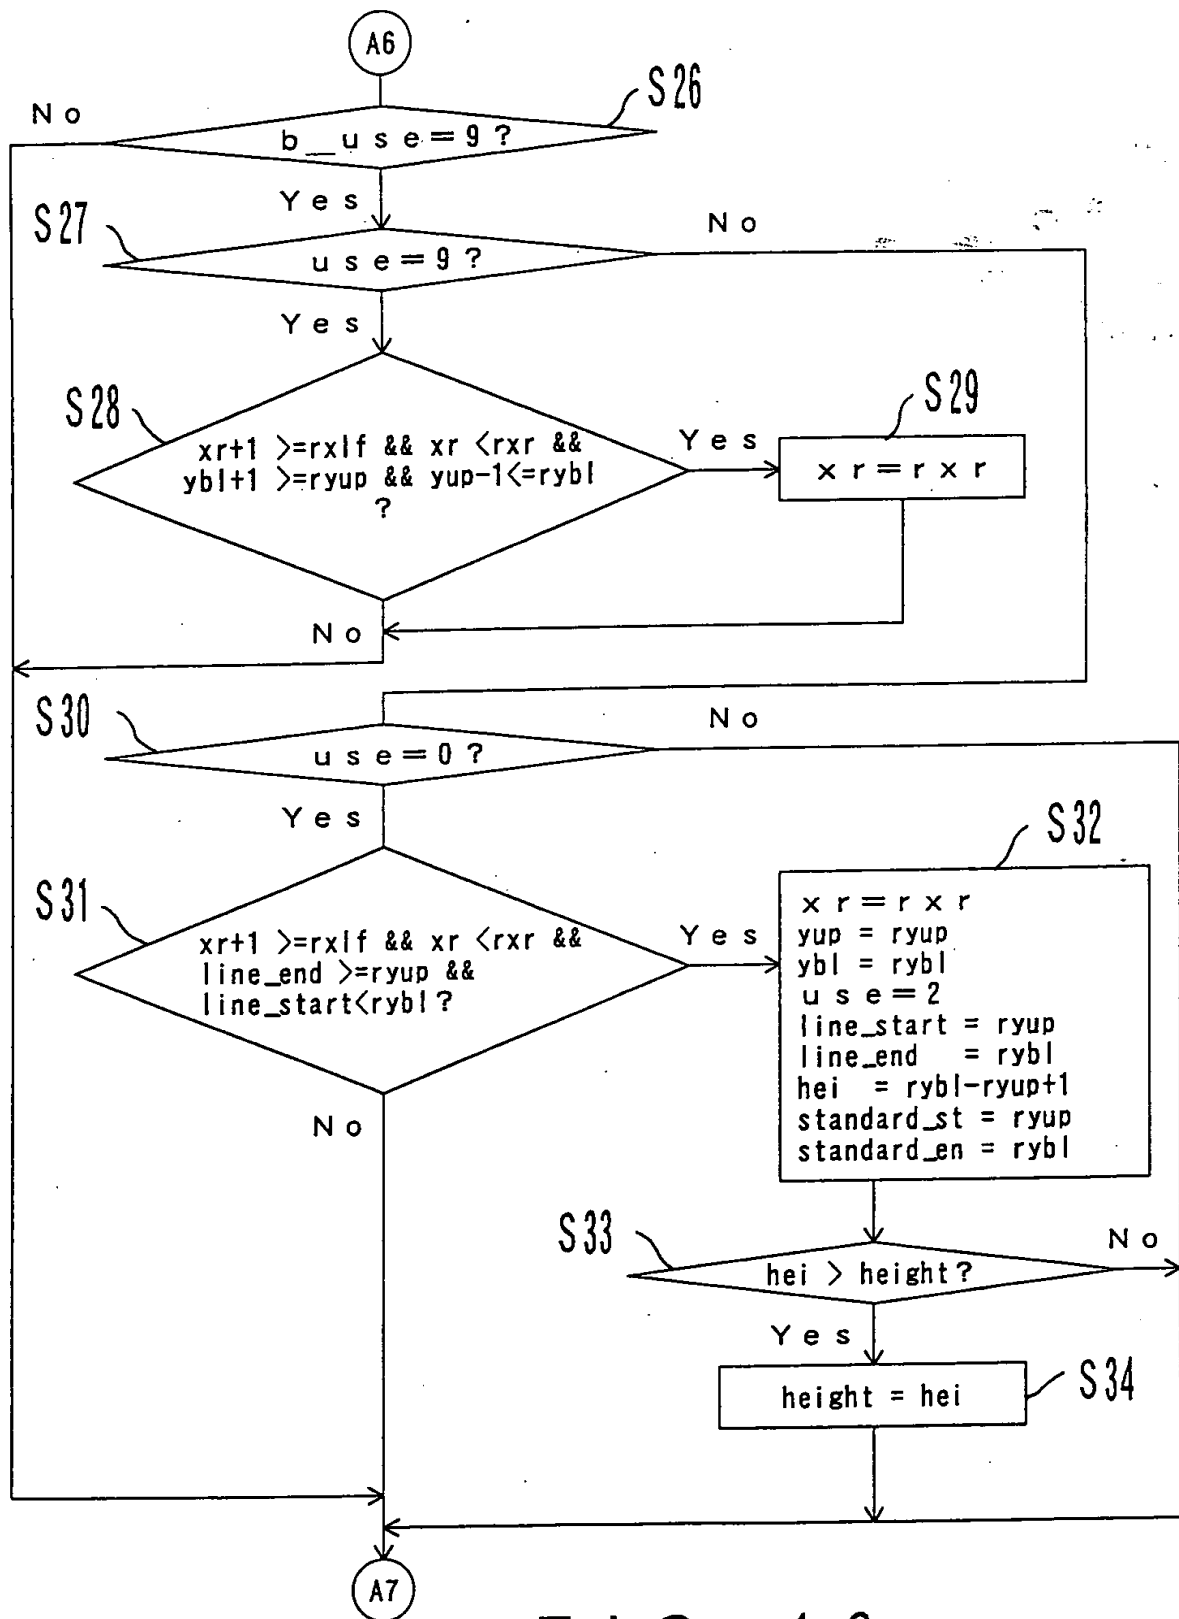 A6
S26
No
b__use=9?
Yes
S27
No
use=9?
Yes
S28
xr+1 >=rxlf && xr <rxr &&
ybl+1 >=ryup && yup-1<=rybl
?
Yes
S29
xr=rxr
No
S30
No
use=0?
Yes
S31
xr+1 >=rxlf && xr <rxr &&
line_end >=ryup &&
line_start<rybl?
Yes
S32
xr=rxr
yup = ryup
ybl = rybl
use=2
line_start = ryup
line_end = rybl
hei = rybl-ryup+1
standard_st = ryup
standard_en = rybl
No
S33
No
hei > height?
Yes
S34
height = hei
A7